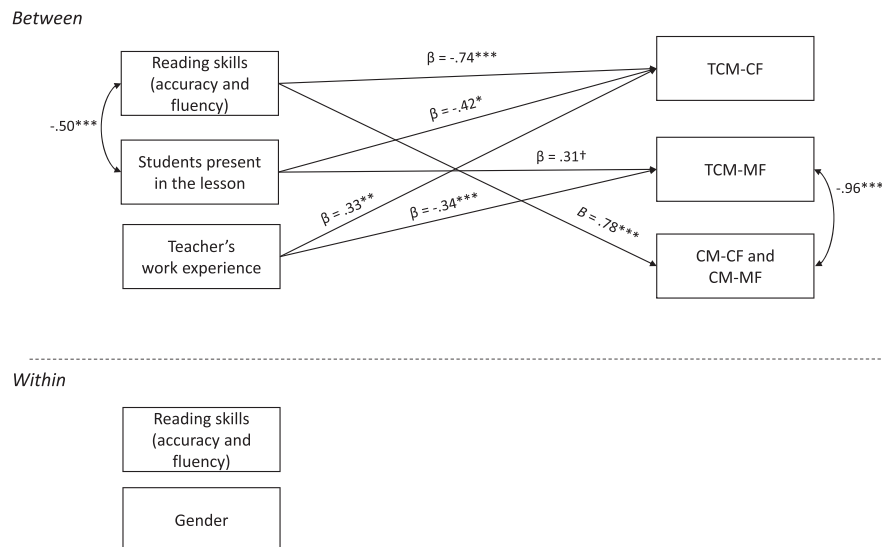 Between
Reading skills
(accuracy and
fluency)
Students present
in the lesson
Teacher's
work experience
-.50***
β = -.74***
β = -.42*
β = .31†
β = .33**
β = -.34***
B = .78***
TCM-CF
TCM-MF
CM-CF and
CM-MF
-.96***
Within
Reading skills
(accuracy and
fluency)
Gender